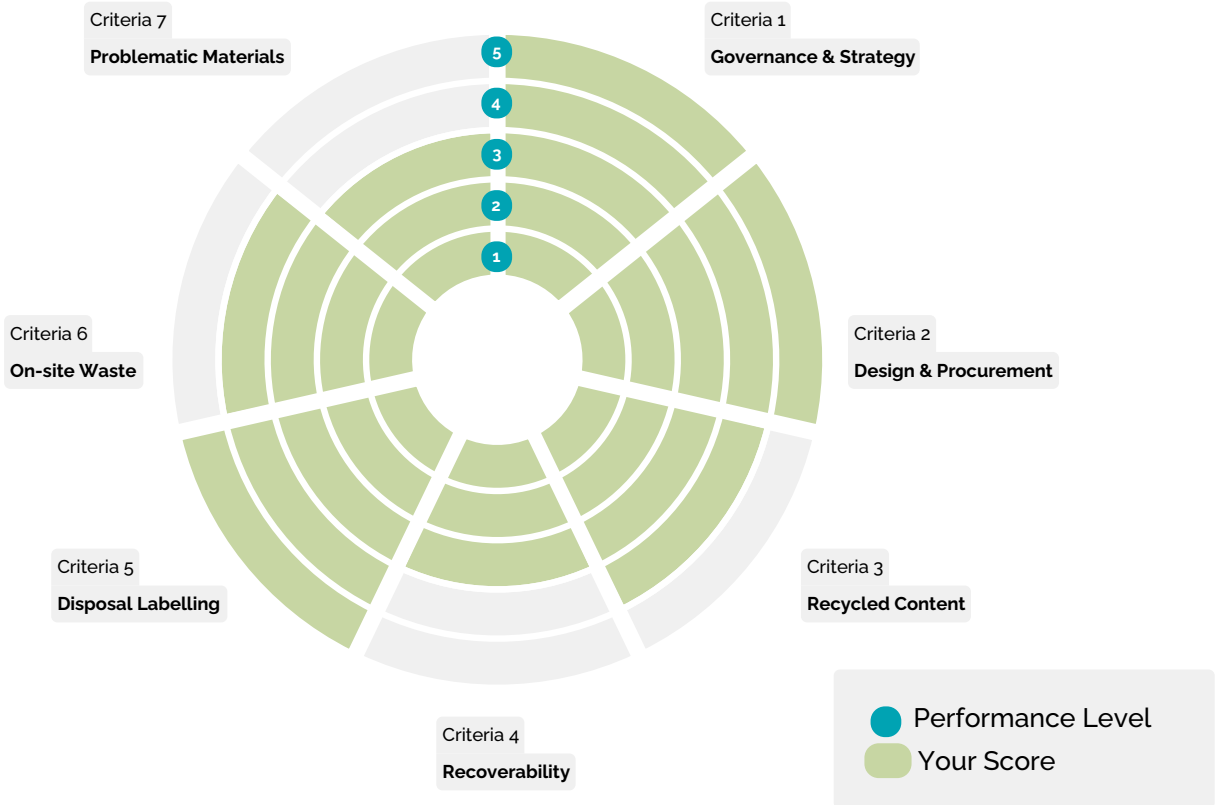 Criteria 7
Problematic Materials
Criteria 1
Governance & Strategy
5
4
3
2
1
Criteria 6
On-site Waste
Criteria 2
Design & Procurement
Criteria 5
Disposal Labelling
Criteria 3
Recycled Content
Criteria 4
Recoverability
Performance Level
Your Score